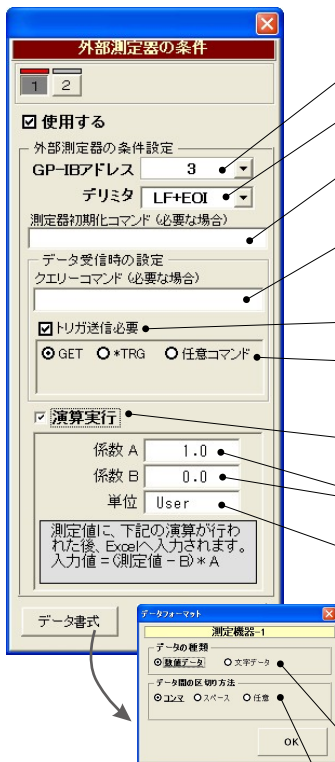 外部測定器の条件
1 2
使用する
外部測定器の条件設定
GP-IBアドレス 3
デリミタ LF+EOI
測定器初期化コマンド (必要な場合)
データ受信時の設定
クエリーコマンド (必要な場合)
トリガ送信必要
GET *TRG 任意コマンド
演算実行
係数 A 1.0
係数 B 0.0
単位 User
測定値に、下記の演算が行わ
れた後、Excelへ入力されます。
入力値 = (測定値 - B) * A
データ書式
データフォーマット
測定機器-1
データの種類
数値データ 文字データ
データ間の区切り方法
コンマ スペース 任意
OK